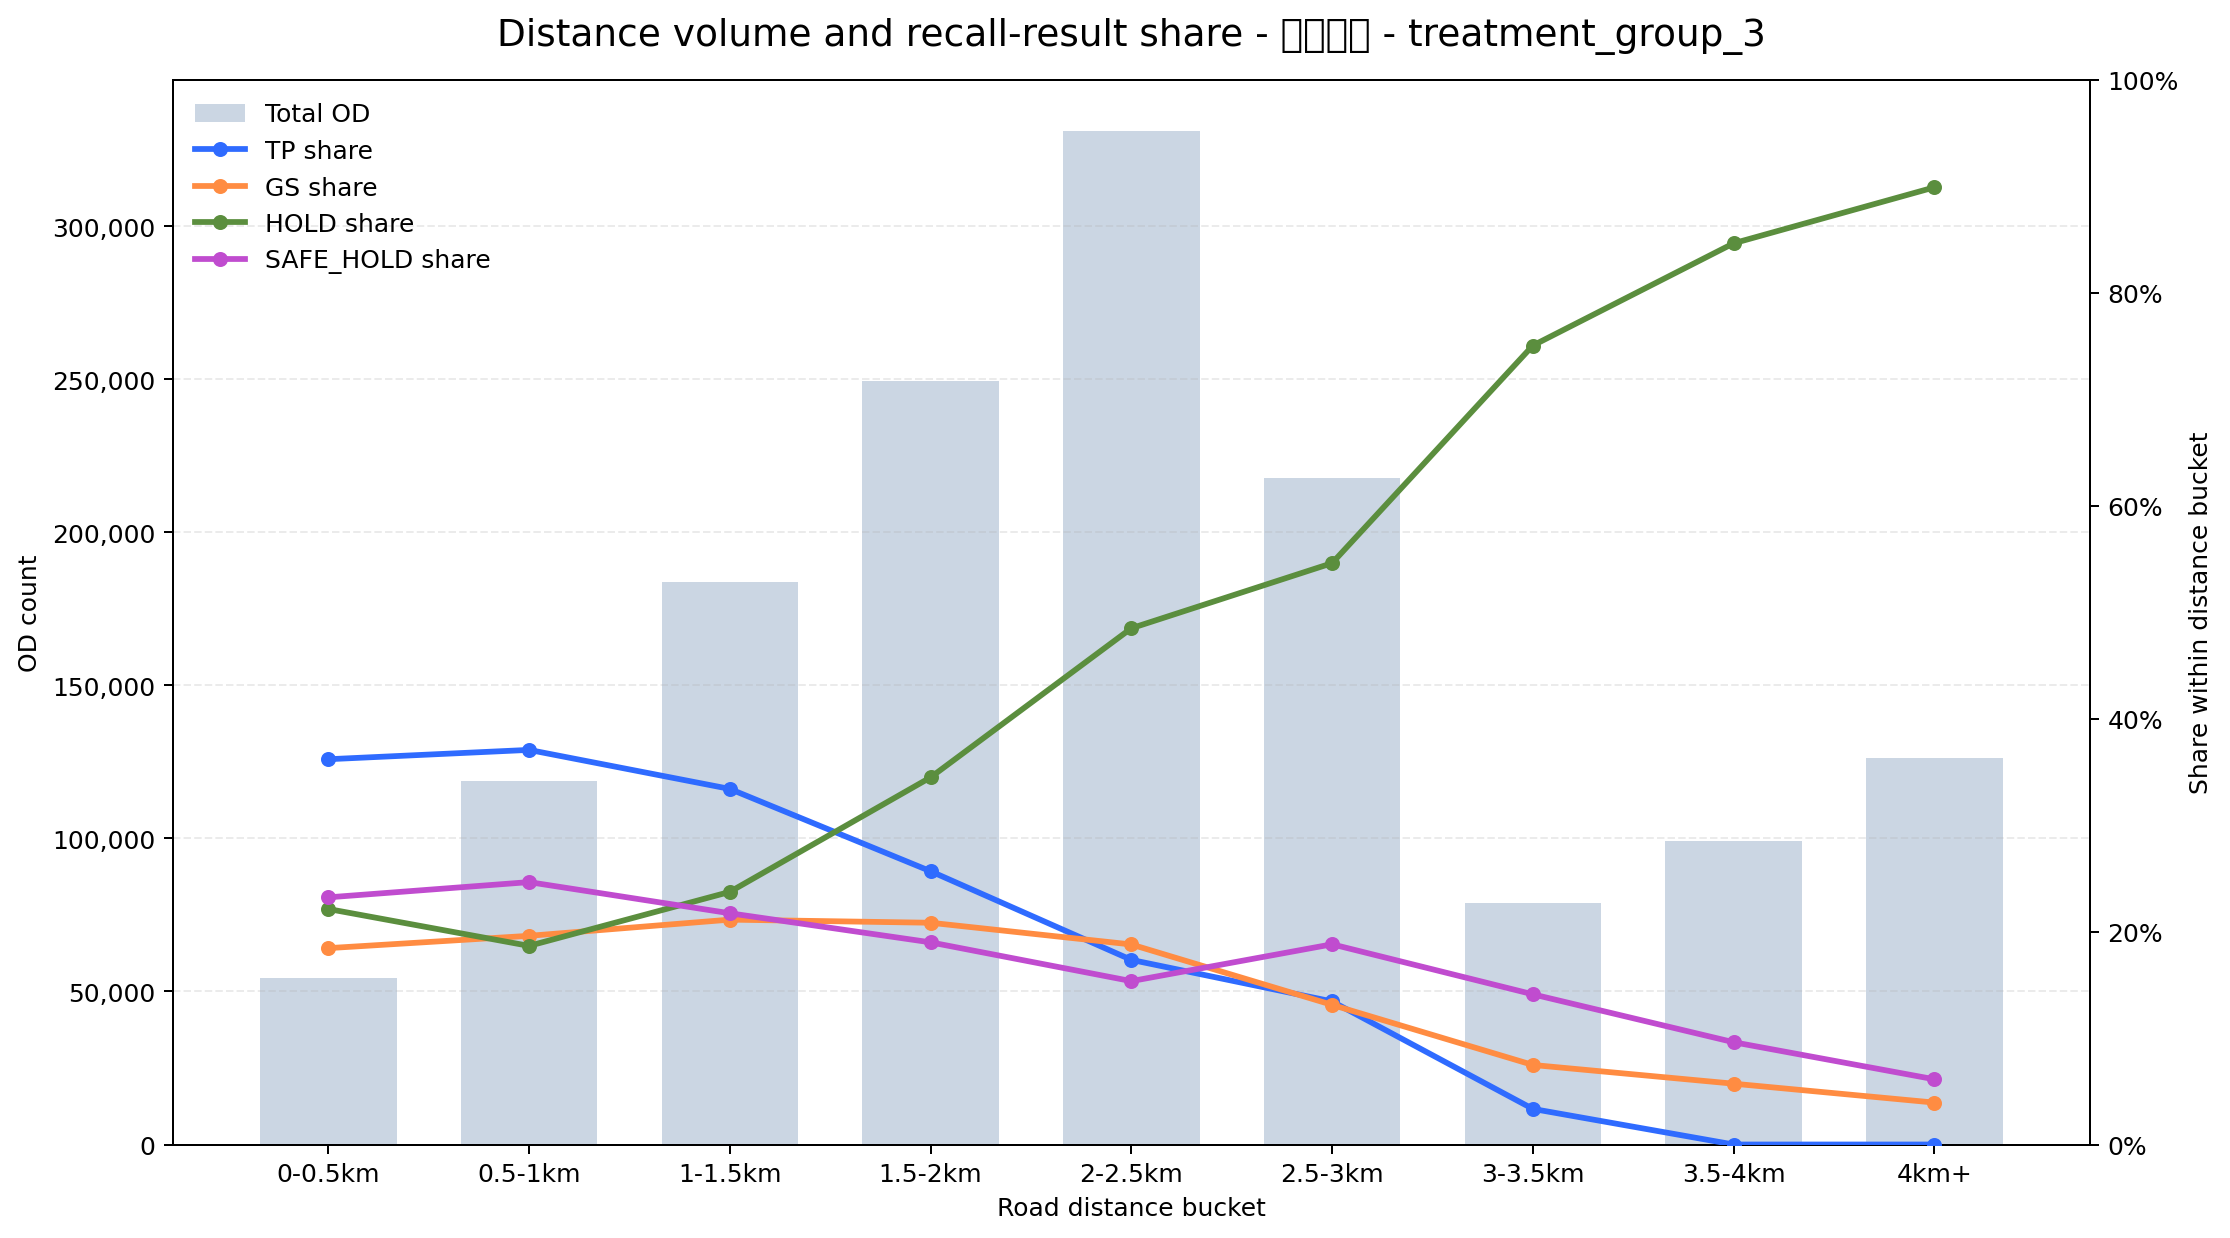 Distance volume and recall-result share - □□□□ - treatment_group_3
Total OD
TP share
GS share
HOLD share
SAFE_HOLD share
OD count
300,000
250,000
200,000
150,000
100,000
50,000
0
100%
80%
60%
40%
20%
0%
Share within distance bucket
0-0.5km
0.5-1km
1-1.5km
1.5-2km
2-2.5km
2.5-3km
3-3.5km
3.5-4km
4km+
Road distance bucket